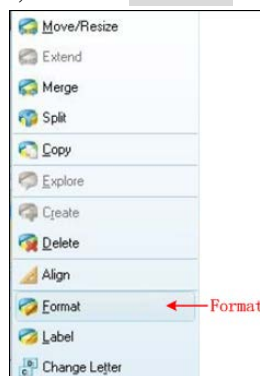 Move/Resize
Extend
Merge
Split
Copy
Explore
Create
Delete
Align
Format Format
Label
Change Letter